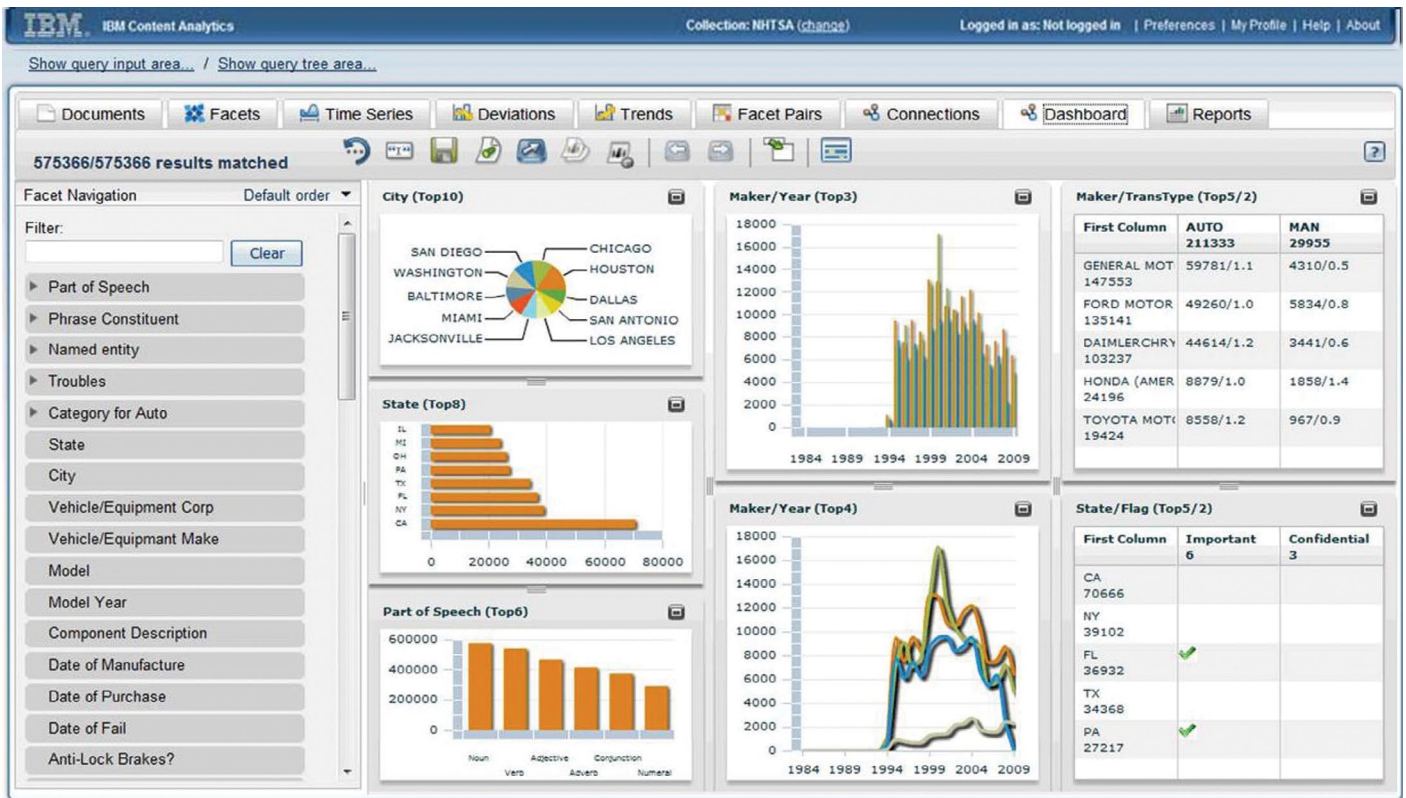 IBM. IBM Content Analytics
Collection: NHTSA (change)
Logged in as: Not logged in | Preferences | My Profile | Help | About
Show query input area... / Show query tree area...
Documents
Facets
Time Series
Deviations
Trends
Facet Pairs
Connections
Dashboard
Reports
575366/575366 results matched
Facet Navigation
Default order
Filter:
Clear
Part of Speech
Phrase Constituent
Named entity
Troubles
Category for Auto
State
City
Vehicle/Equipment Corp
Vehicle/Equipmant Make
Model
Model Year
Component Description
Date of Manufacture
Date of Purchase
Date of Fail
Anti-Lock Brakes?
City (Top10)
SAN DIEGO
CHICAGO
WASHINGTON
HOUSTON
BALTIMORE
DALLAS
MIAMI
SAN ANTONIO
JACKSONVILLE
LOS ANGELES
State (Top8)
IL
MI
OH
PA
TX
FL
NY
CA
0 20000 40000 60000 80000
Part of Speech (Top6)
600000
400000
200000
0
Noun Adjective Conjunction
Verb Adverb Numeral
Maker/Year (Top3)
18000
16000
14000
12000
10000
8000
6000
4000
2000
0
1984 1989 1994 1999 2004 2009
Maker/Year (Top4)
18000
16000
14000
12000
10000
8000
6000
4000
2000
0
1984 1989 1994 1999 2004 2009
Maker/TransType (Top5/2)
First Column AUTO MAN
211333 29955
GENERAL MOT 59781/1.1 4310/0.5
147553
FORD MOTOR 49260/1.0 5834/0.8
135141
DAIMLERCHRY 44614/1.2 3441/0.6
103237
HONDA (AMER 8879/1.0 1858/1.4
24196
TOYOTA MOT( 8558/1.2 967/0.9
19424
State/Flag (Top5/2)
First Column Important Confidential
6 3
CA
70666
NY
39102
FL
36932
TX
34368
PA
27217